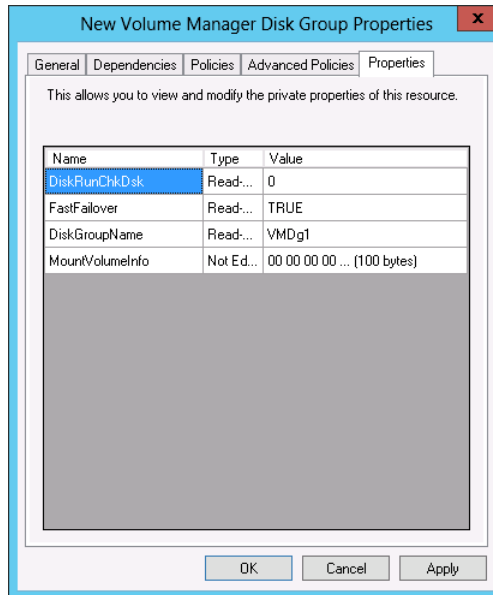 New Volume Manager Disk Group Properties
x
General Dependencies Policies Advanced Policies Properties
This allows you to view and modify the private properties of this resource.
Name Type Value
DiskRunChkDsk Read-... 0
FastFailover Read-... TRUE
DiskGroupName Read-... VMDg1
MountVolumeInfo Not Ed... 00 00 00 00 ... (100 bytes)
OK Cancel Apply